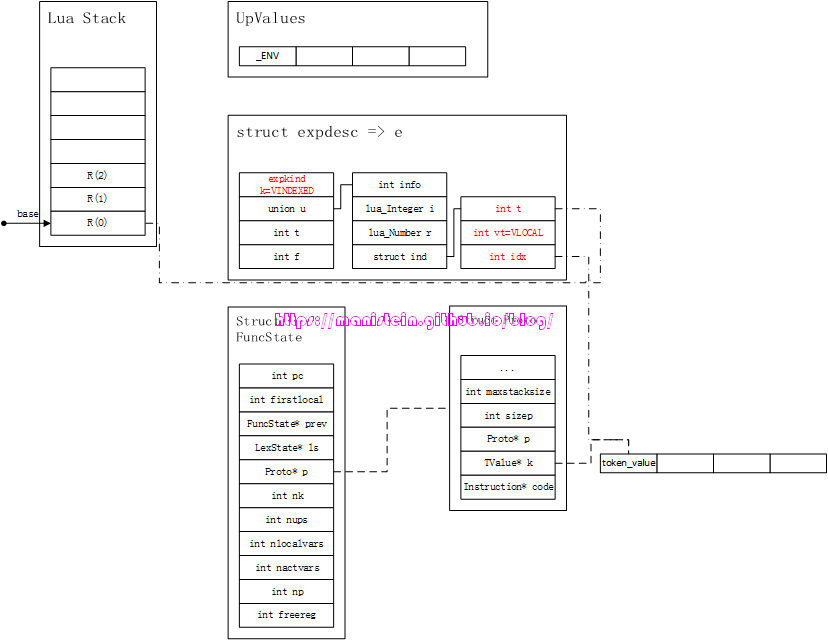 Lua Stack
R(2)
R(1)
R(0)
base
UpValues
_ENV
struct expdesc => e
expkind
k=VINDEXED
union u
int t
int f
int info
lua_Integer i
lua_Number r
struct ind
int t
int vt=VLOCAL
int idx
Struct
FuncState
https://manistein.github.io/blog/
int pc
int firstlocal
FuncState* prev
LexState* ls
Proto* p
int nk
int nups
int nlocalvars
int nactvars
int np
int freereg
Struct Proto
...
int maxstacksize
int sizep
Proto* p
TValue* k
Instruction* code
token_value